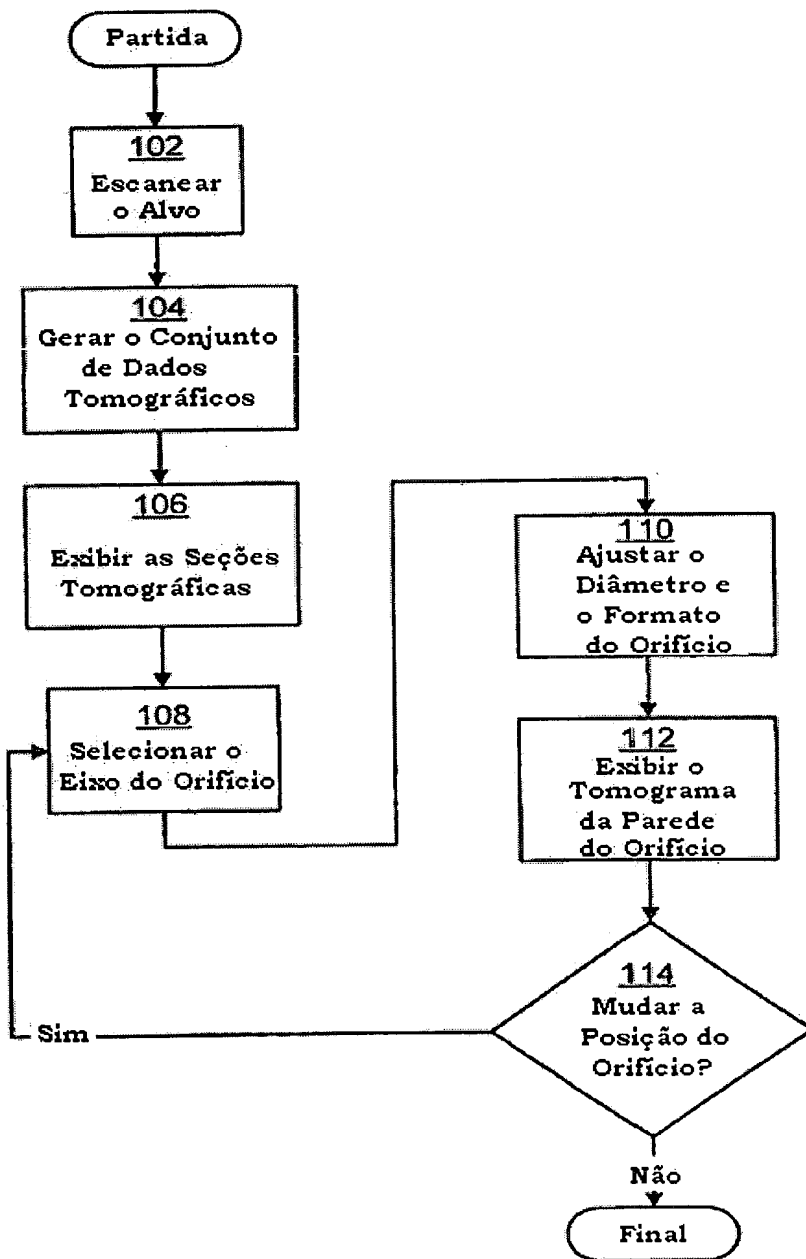 Partida
102
Escanear
o Alvo
104
Gerar o Conjunto
de Dados
Tomográficos
106
Exibir as Seções
Tomográficas
108
Selecionar o
Eixo do Orifício
110
Ajustar o
Diâmetro e
o Formato
do Orifício
112
Exibir o
Tomograma
da Parede
do Orifício
114
Mudar a
Posição do
Orifício?
Sim
Não
Final